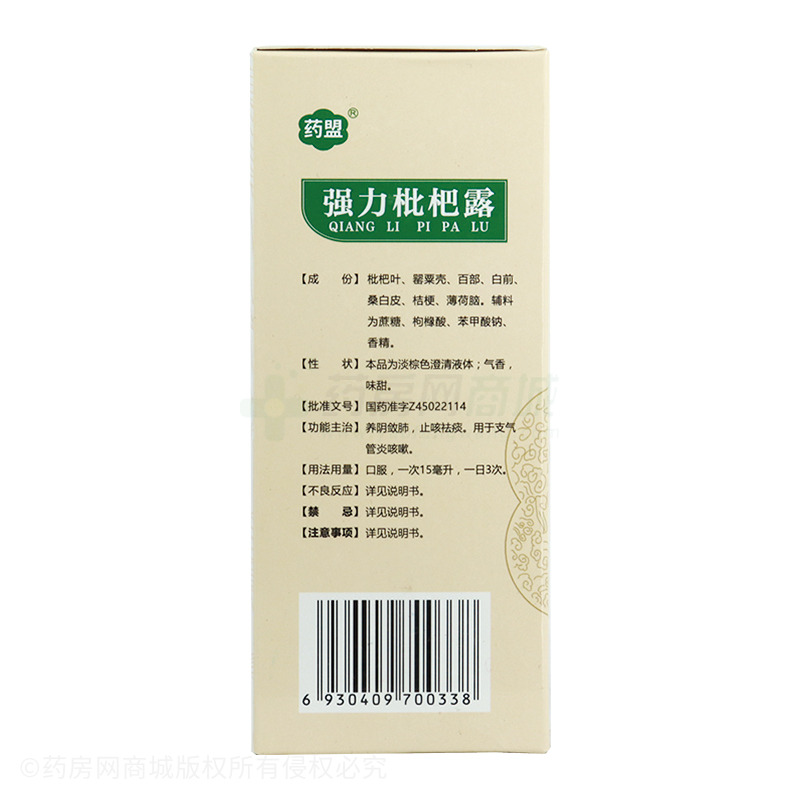 药盟®
强力枇杷露
QIANG LI PI PA LU
【成 份】枇杷叶、罂粟壳、百部、白前、
桑白皮、桔梗、薄荷脑。辅料
为蔗糖、枸橼酸、苯甲酸钠、
香精。
【性 状】本品为淡棕色澄清液体；气香，
味甜。
【批准文号】国药准字Z45022114
【功能主治】养阴敛肺，止咳祛痰。用于支气
管炎咳嗽。
【用法用量】口服，一次15毫升，一日3次。
【不良反应】详见说明书。
【禁 忌】详见说明书。
【注意事项】详见说明书。
药房网商城
6 930409 700338
©药房网商城版权所有侵权必究